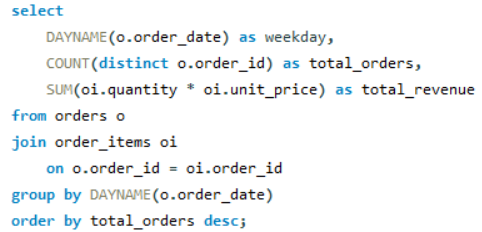 select
    DAYNAME(o.order_date) as weekday,
    COUNT(distinct o.order_id) as total_orders,
    SUM(oi.quantity * oi.unit_price) as total_revenue
from orders o
join order_items oi
    on o.order_id = oi.order_id
group by DAYNAME(o.order_date)
order by total_orders desc;